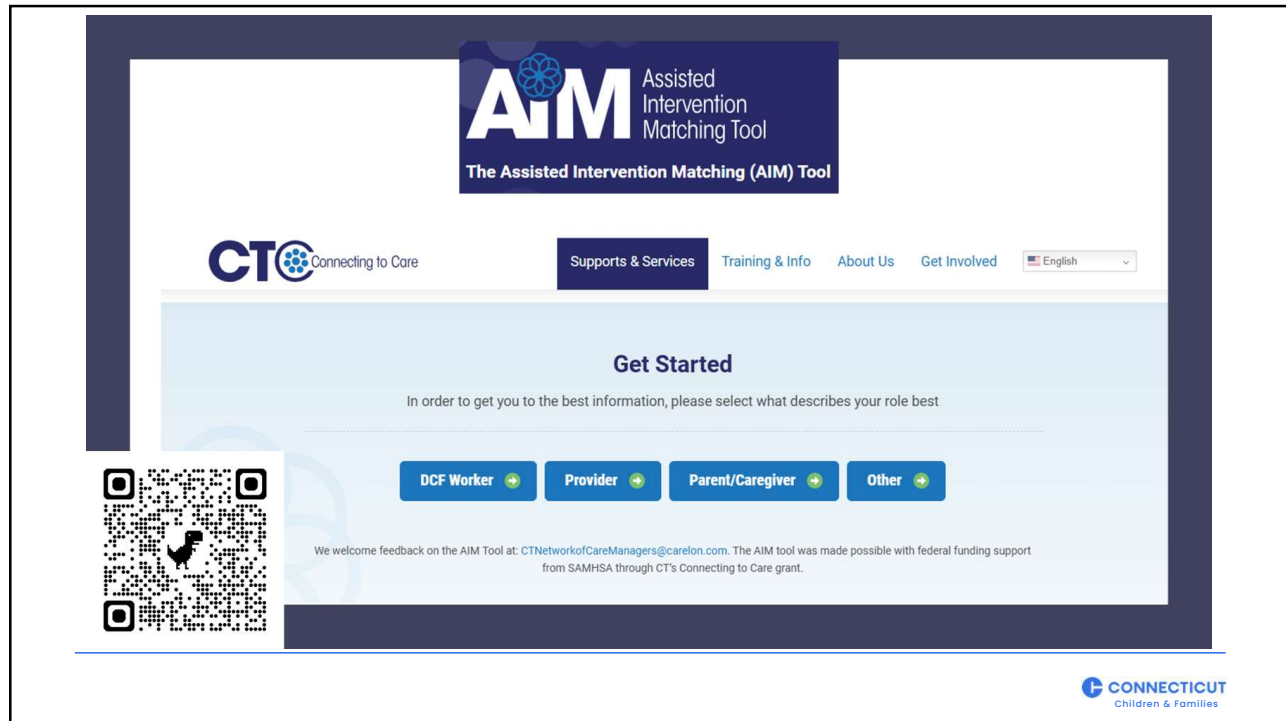 AiM
Assisted
Intervention
Matching Tool
The Assisted Intervention Matching (AIM) Tool
CTC Connecting to Care
Supports & Services Training & Info About Us Get Involved English
Get Started
In order to get you to the best information, please select what describes your role best
DCF Worker Provider Parent/Caregiver Other
We welcome feedback on the AIM Tool at: CTNetworkofCareManagers@carelon.com. The AIM tool was made possible with federal funding support
from SAMHSA through CT's Connecting to Care grant.
CONNECTICUT
Children & Families